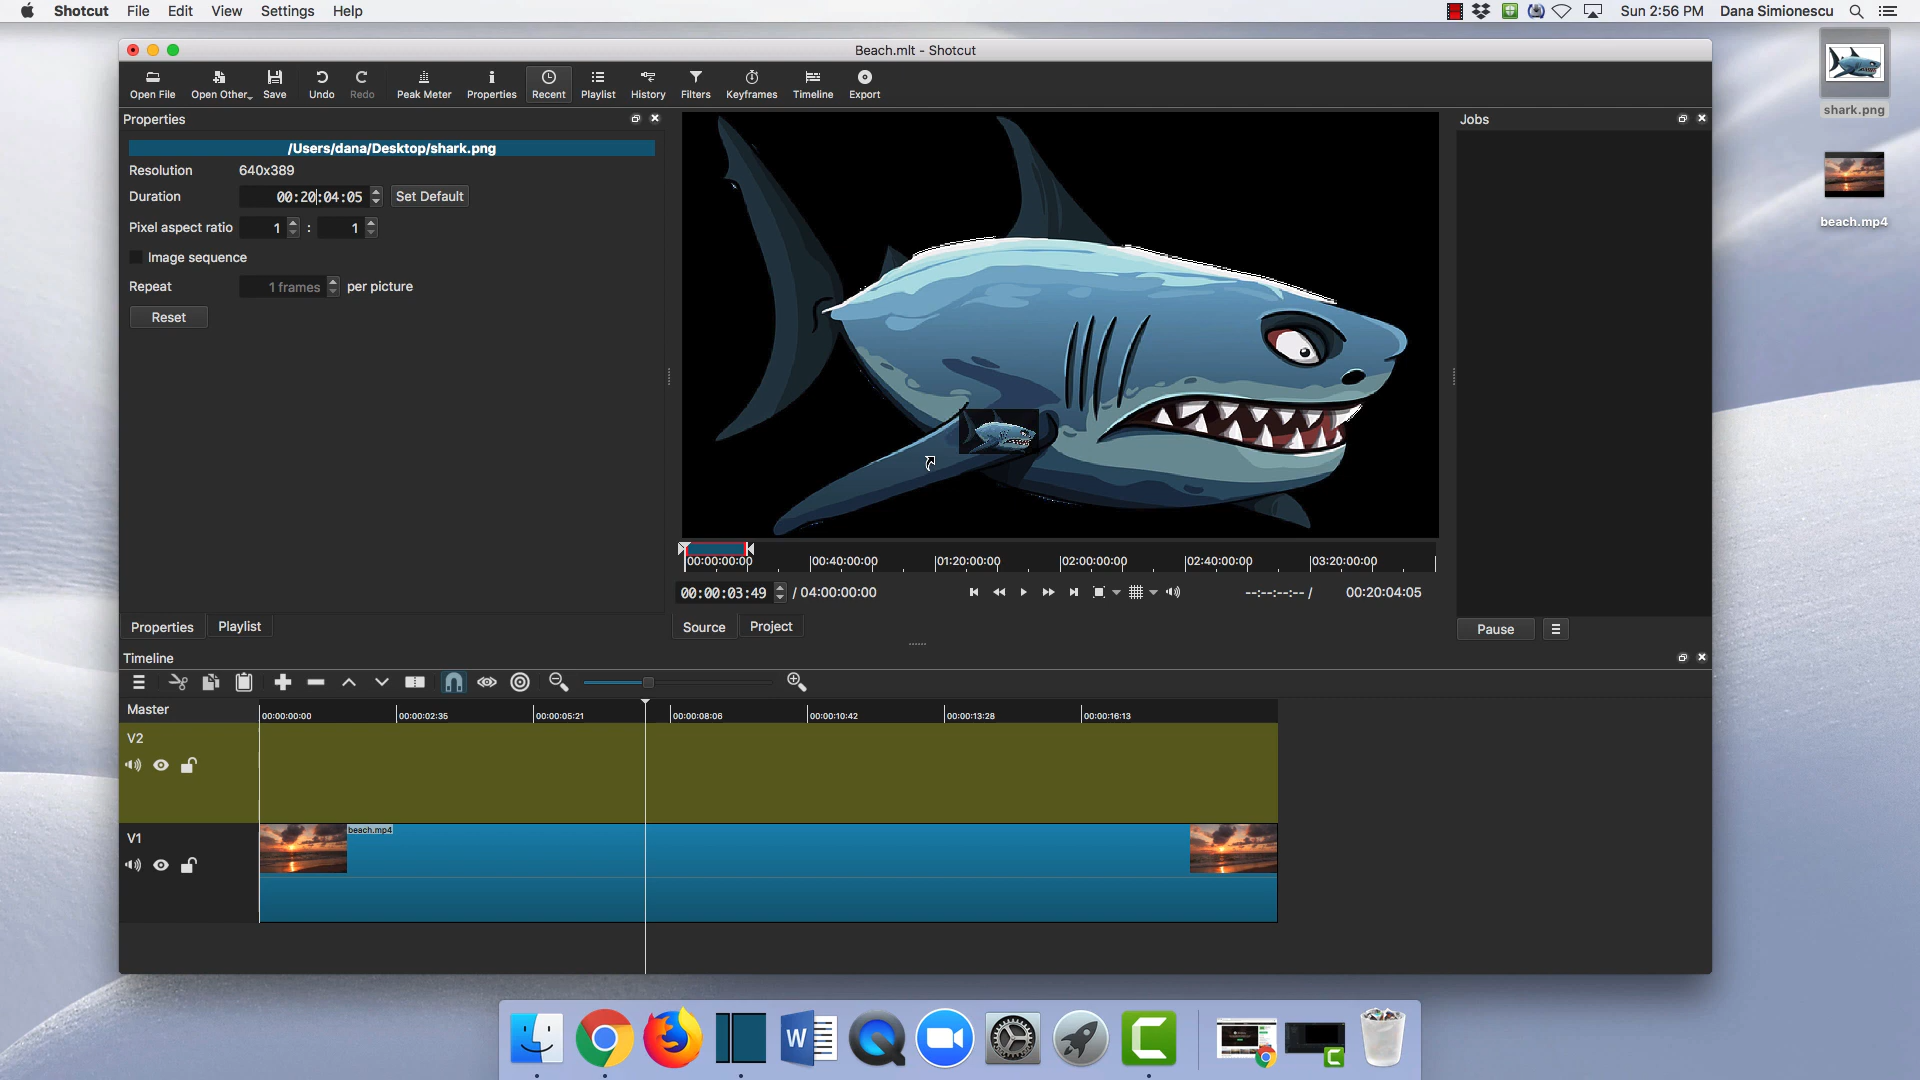 Shotcut File Edit View Settings Help
Sun 2:56 PM Dana Simionescu
Beach.mlt - Shotcut
Open File Open Other... Save Undo Redo Peak Meter Properties Recent Playlist History Filters Keyframes Timeline Export
shark.png
beach.mp4
Properties
/Users/dana/Desktop/shark.png
Resolution 640x389
Duration 00:20:04:05 Set Default
Pixel aspect ratio 1 : 1
Image sequence
Repeat 1 frames per picture
Reset
Properties Playlist
00:00:00:00 00:40:00:00 01:20:00:00 02:00:00:00 02:40:00:00 03:20:00:00
00:00:03:49 / 04:00:00:00 --:--:--:-- / 00:20:04:05
Source Project
Jobs
Pause
Timeline
Master
00:00:00:00 00:00:02:35 00:00:05:21 00:00:08:06 00:00:10:42 00:00:13:28 00:00:16:13
V2
V1
beach.mp4